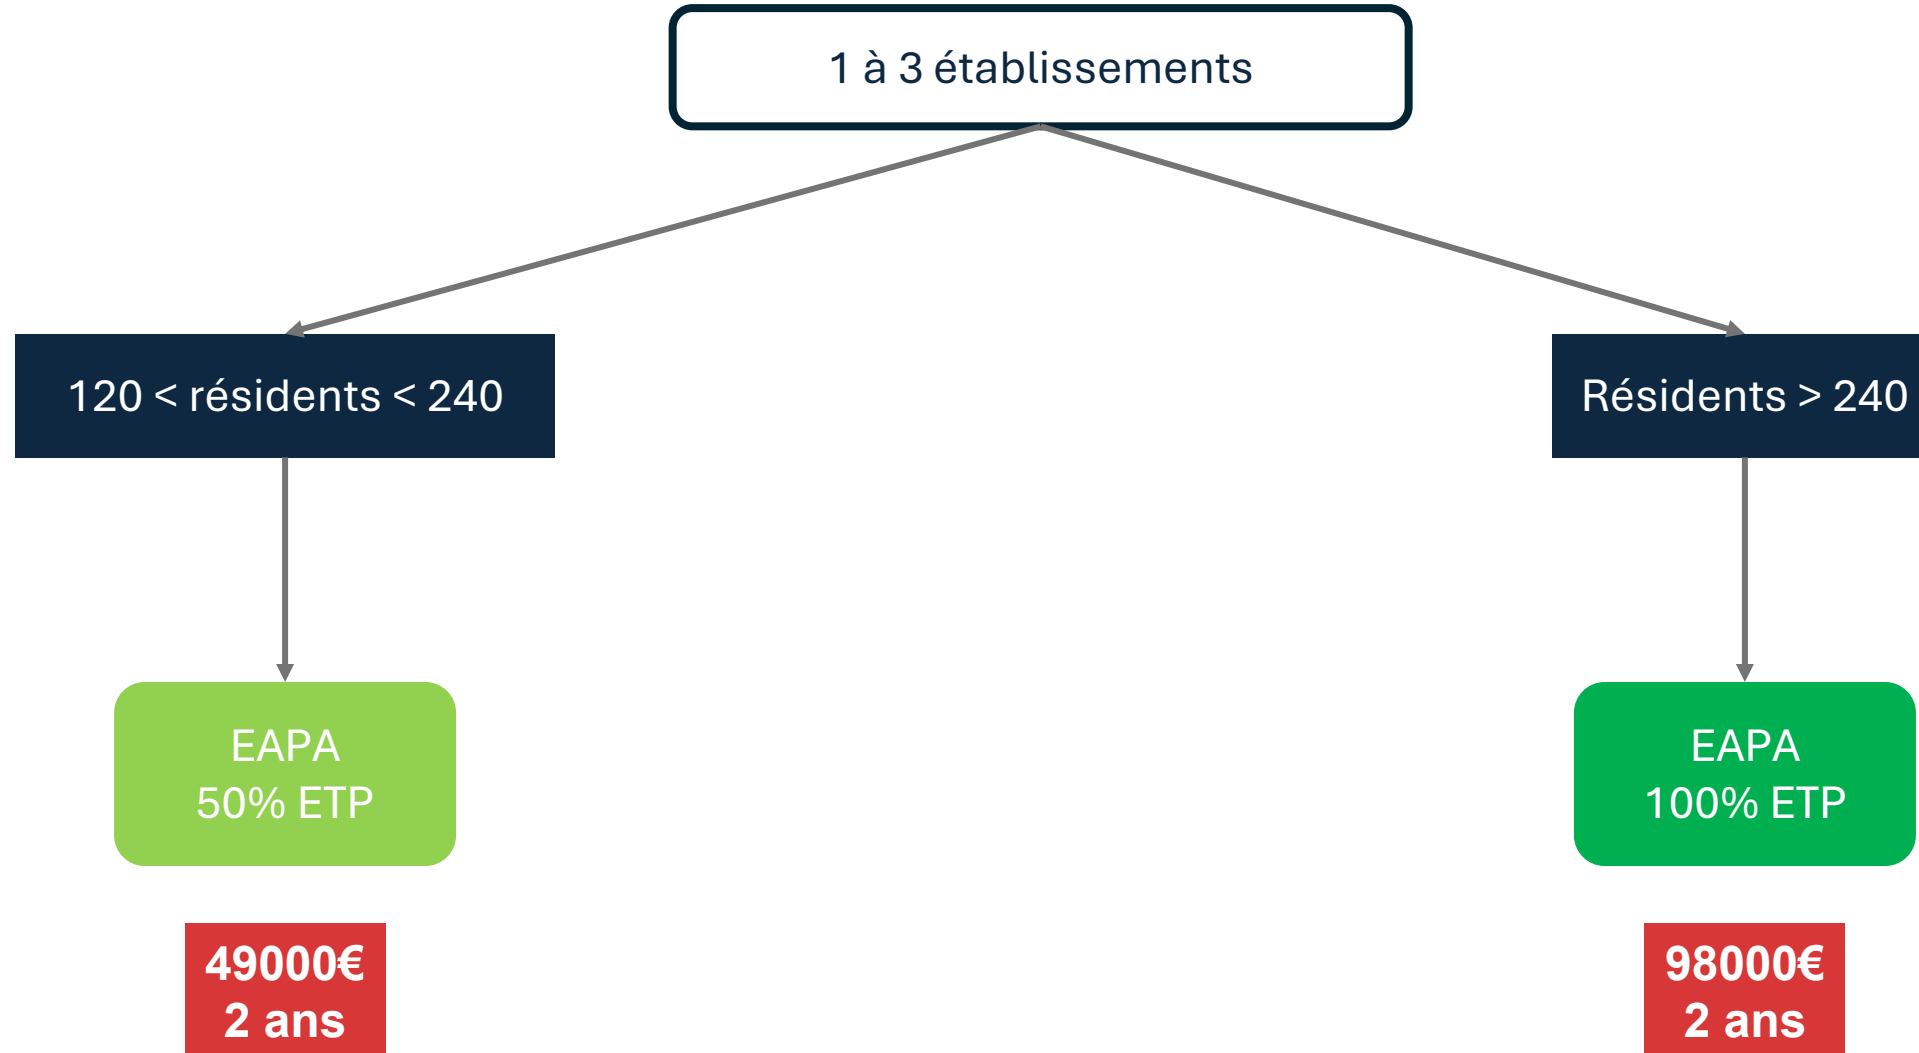 1 à 3 établissements
120 < résidents < 240
Résidents > 240
EAPA
50% ETP
EAPA
100% ETP
49000€
2 ans
98000€
2 ans